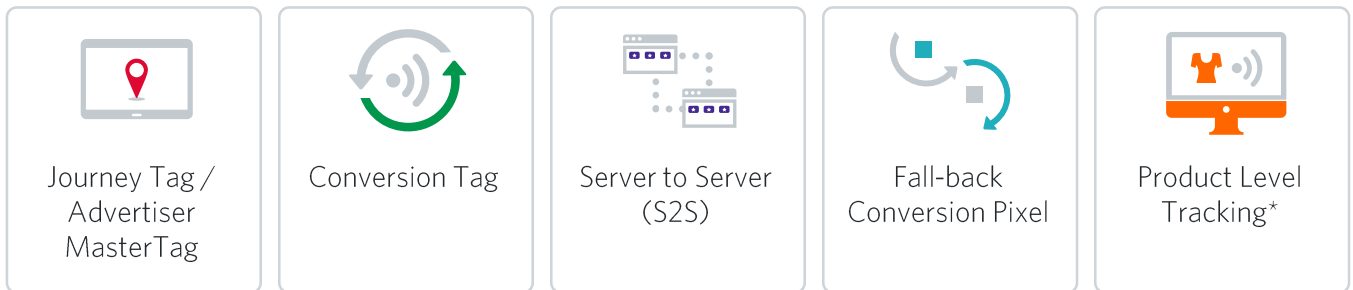 Journey Tag /
Advertiser
MasterTag
Conversion Tag
Server to Server
(S2S)
Fall-back
Conversion Pixel
Product Level
Tracking*